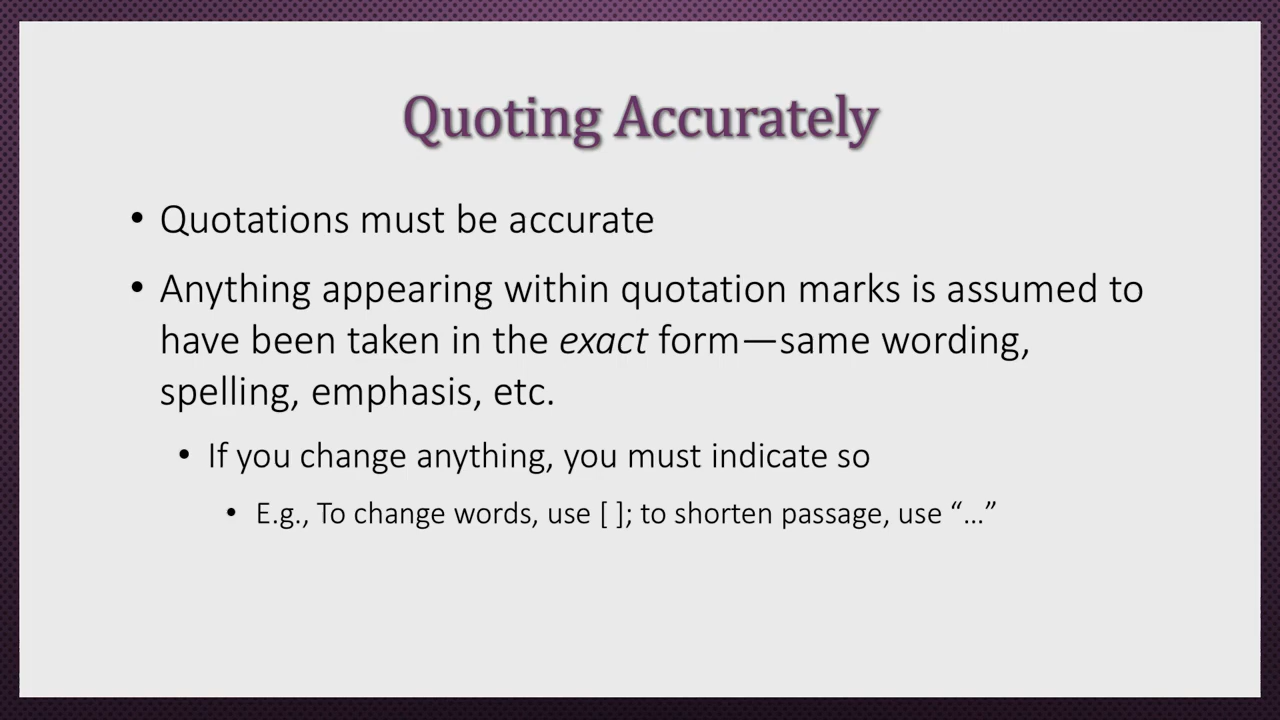 Quoting Accurately
• Quotations must be accurate
• Anything appearing within quotation marks is assumed to
have been taken in the exact form—same wording,
spelling, emphasis, etc.
• If you change anything, you must indicate so
• E.g., To change words, use [ ]; to shorten passage, use “…”